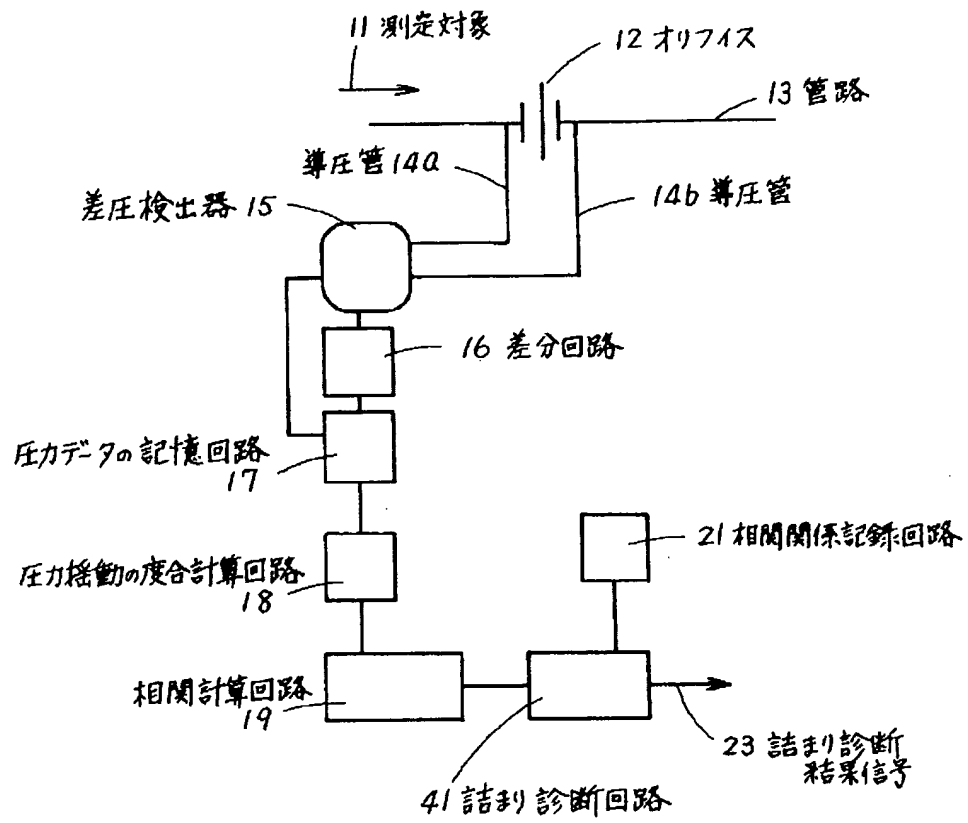 11 測定対象
12 オリフィス
13 管路
導圧管 14a
14b 導圧管
差圧検出器 15
16 差分回路
圧力データの記憶回路
17
21 相関関係記録回路
圧力揺動の度合計算回路
18
相関計算回路
19
23 詰まり診断
結果信号
41 詰まり診断回路